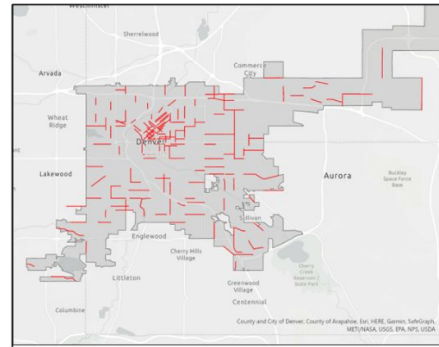 Westminster
Sherrelwood
Commerce
City
Arvada
Wheat
Ridge
Denver
Lakewood
Aurora
Buckley
Space Force
Base
Sullivan
Englewood
Cherry Hills
Village
Cherry
Creek
Reservoir /
State Park
Littleton
Greenwood
Village
Columbine
Centennial
County and City of Denver, County of Arapahoe, Esri, HERE, Garmin, SafeGraph,
METI/NASA, USGS, EPA, NPS, USDA